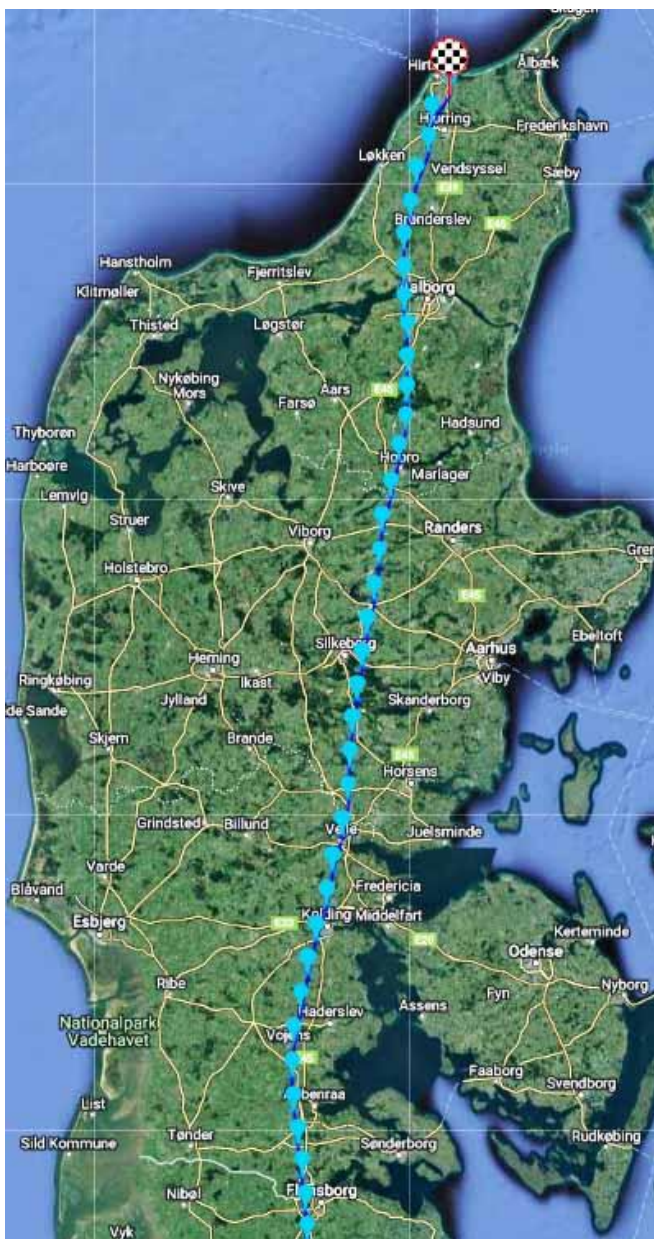 Skagen
Ålbæk
Hjørring
Frederikshavn
Løkken
Vendsyssel
Sæby
E39
Brønderslev
E45
Hanstholm
Fjerritslev
Klitmøller
Thisted
Løgstør
Nykøbing
Mors
Aars
E45
Farsø
Hadsund
Thyborøn
Hobro
Harboøre
Mariager
Lemvig
Skive
Struer
Viborg
Randers
Holstebro
E45
Ebeltoft
Silkeborg
Aarhus
Herning
Viby
Ikast
Ringkøbing
Jylland
Skanderborg
de Sande
Skjern
Brande
E45
Horsens
Grindsted
Billund
Vejle
Juelsminde
Varde
Blåvand
Fredericia
Esbjerg
E20
Kolding
Middelfart
Kerteminde
E20
Odense
Ribe
Fyn
Nyborg
Assens
Nationalpark
Vadehavet
Haderslev
Vojens
Faaborg
Svendborg
List
Tønder
Sønderborg
Rudkøbing
Sild Kommune
Nibøl
Flensborg
Vyk